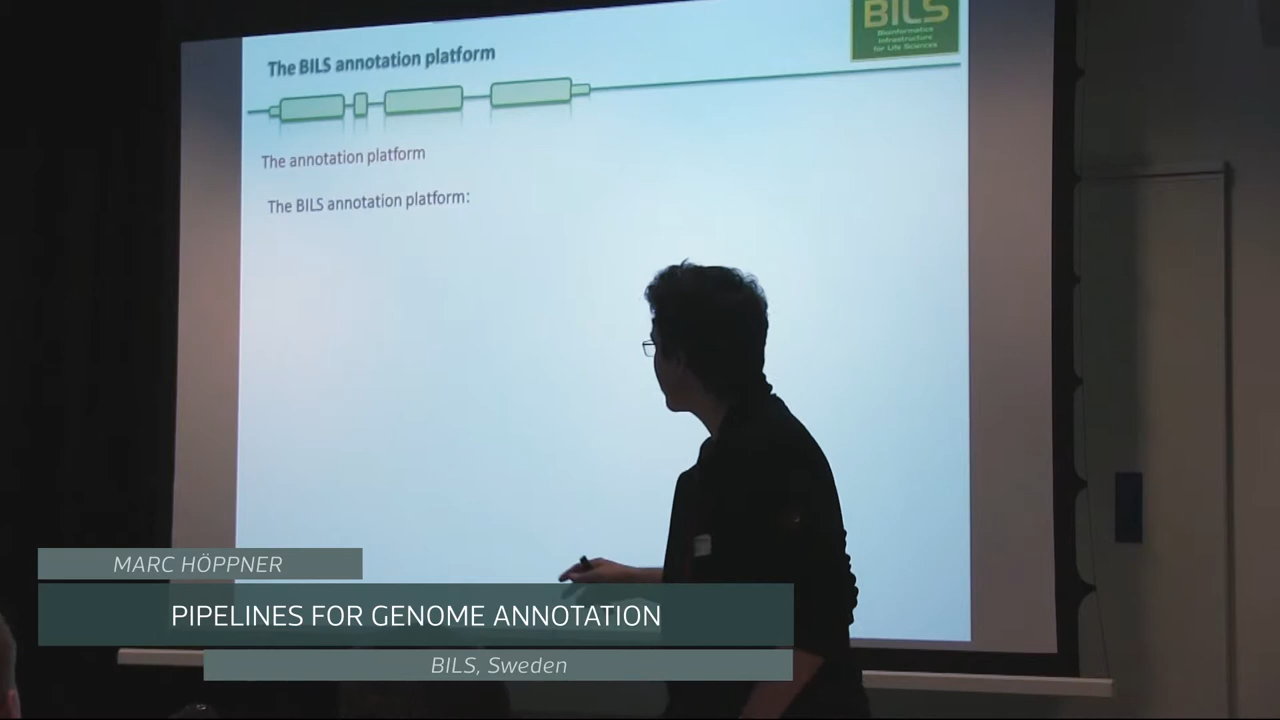 BILS
Bioinformatics
Infrastructure
for Life Sciences
The BILS annotation platform
The annotation platform
The BILS annotation platform:
MARC HÖPPNER
PIPELINES FOR GENOME ANNOTATION
BILS, Sweden